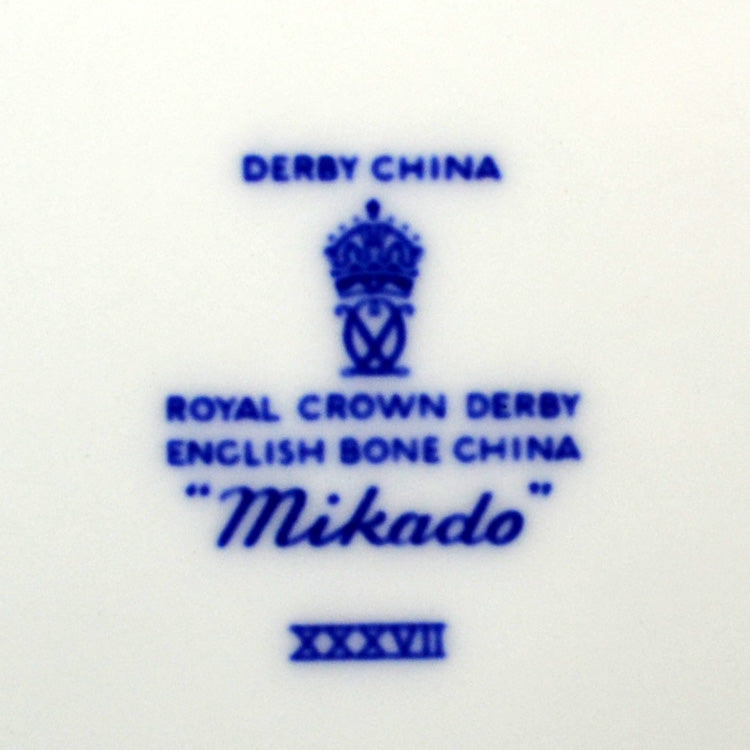 DERBY CHINA
ROYAL CROWN DERBY
ENGLISH BONE CHINA
"Mikado"
XXXVII